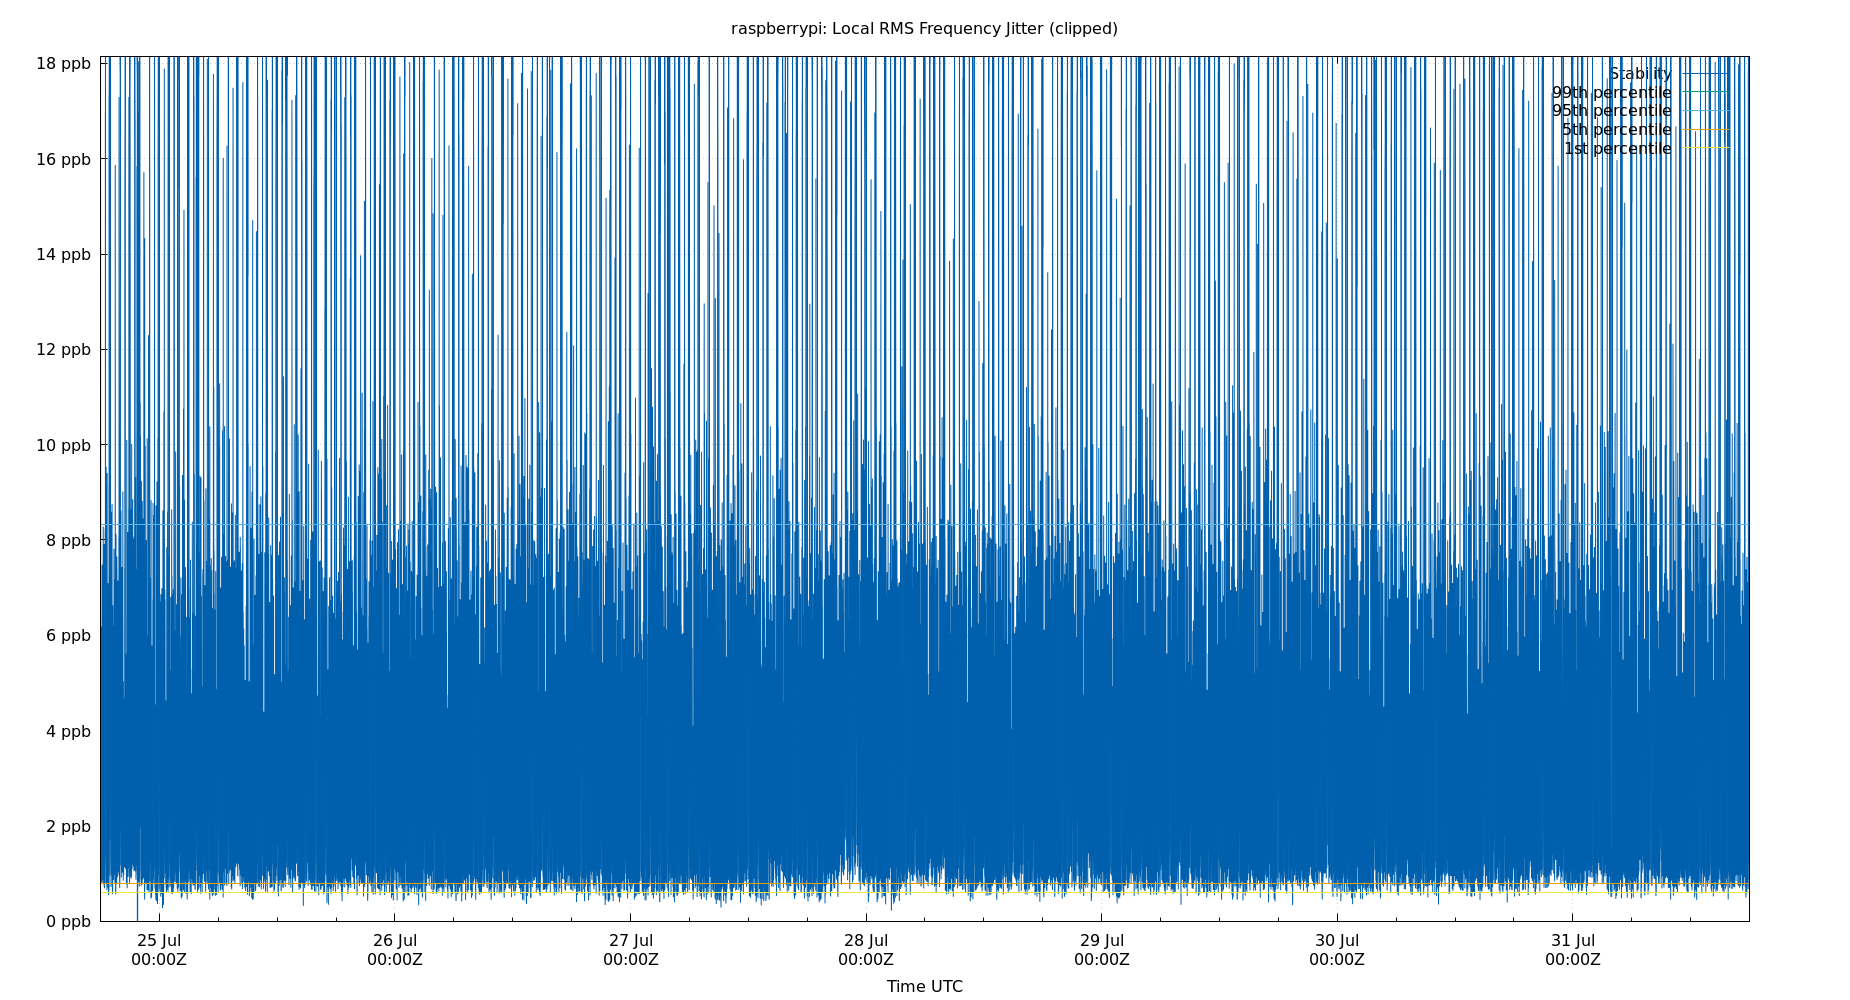 raspberrypi: Local RMS Frequency Jitter (clipped)
18 ppb
16 ppb
14 ppb
12 ppb
10 ppb
8 ppb
6 ppb
4 ppb
2 ppb
0 ppb
Stability
99th percentile
95th percentile
5th percentile
1st percentile
25 Jul
00:00Z
26 Jul
00:00Z
27 Jul
00:00Z
28 Jul
00:00Z
29 Jul
00:00Z
30 Jul
00:00Z
31 Jul
00:00Z
Time UTC